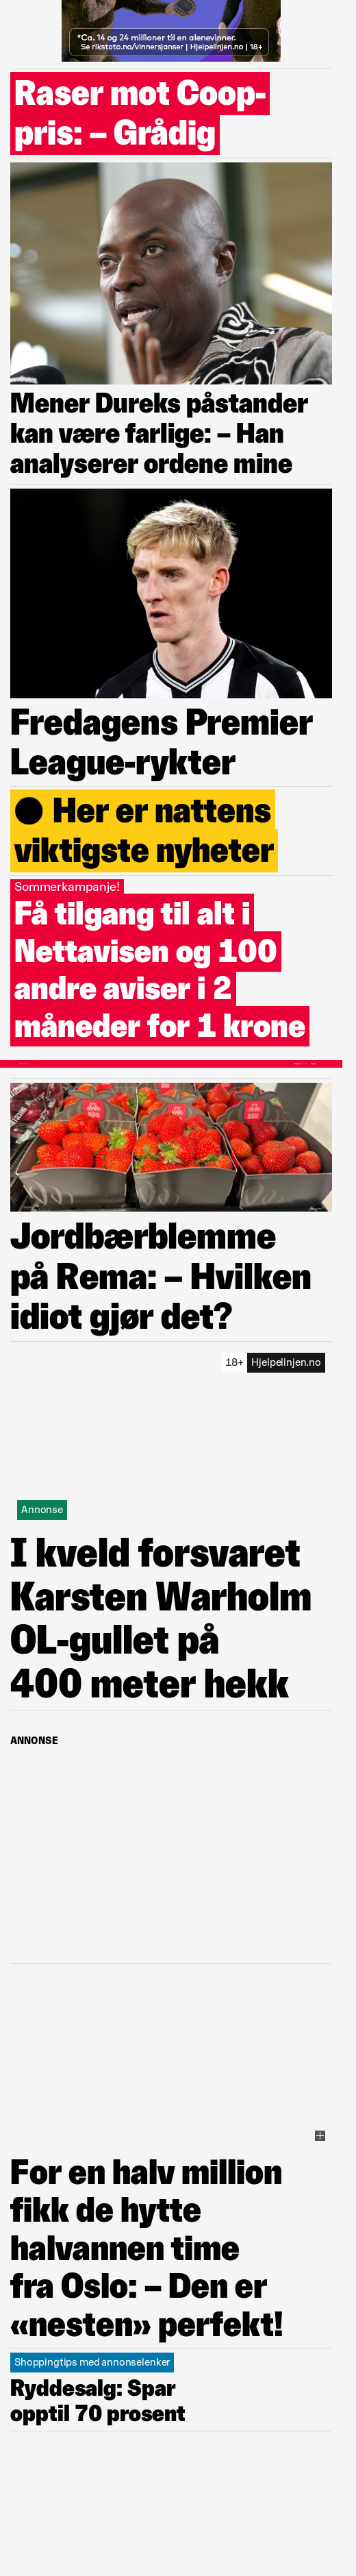 *Ca. 14 og 24 millioner til en alenevinner.
Se rikstoto.no/vinnersjanser | Hjelpelinjen.no | 18+
Raser mot Coop-
pris: – Grådig
Mener Dureks påstander
kan være farlige: – Han
analyserer ordene mine
Fredagens Premier
League-rykter
● Her er nattens
viktigste nyheter
Sommerkampanje!
Få tilgang til alt i
Nettavisen og 100
andre aviser i 2
måneder for 1 krone
Jordbærblemme
på Rema: – Hvilken
idiot gjør det?
18+ Hjelpelinjen.no
Annonse
I kveld forsvaret
Karsten Warholm
OL-gullet på
400 meter hekk
ANNONSE
For en halv million
fikk de hytte
halvannen time
fra Oslo: – Den er
«nesten» perfekt!
Shoppingtips med annonselenker
Ryddesalg: Spar
opptil 70 prosent